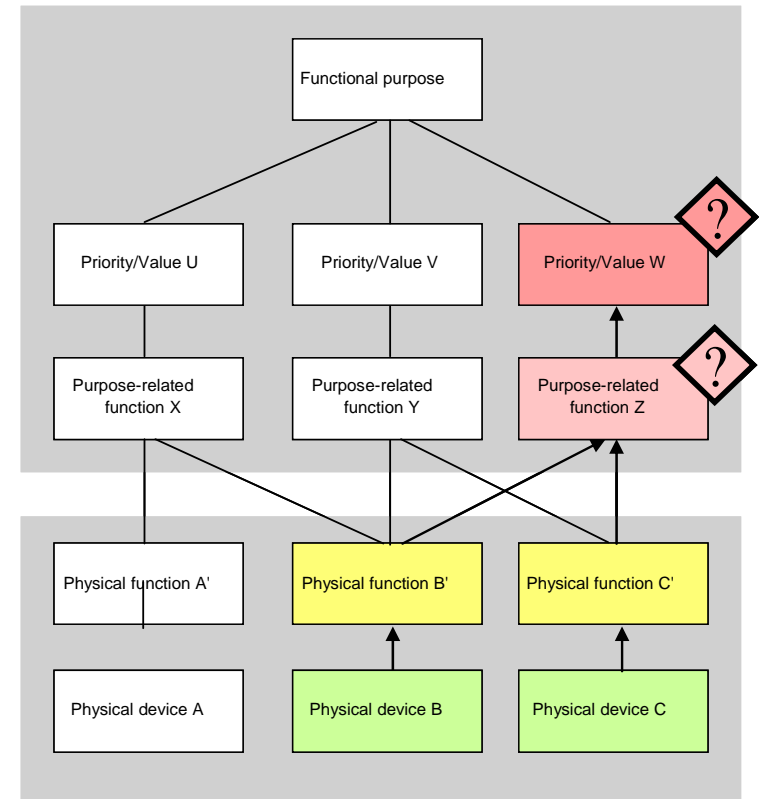 Functional purpose
?
Priority/Value U
Priority/Value V
Priority/Value W
?
Purpose-related
function X
Purpose-related
function Y
Purpose-related
function Z
Physical function A'
Physical function B'
Physical function C'
Physical device A
Physical device B
Physical device C